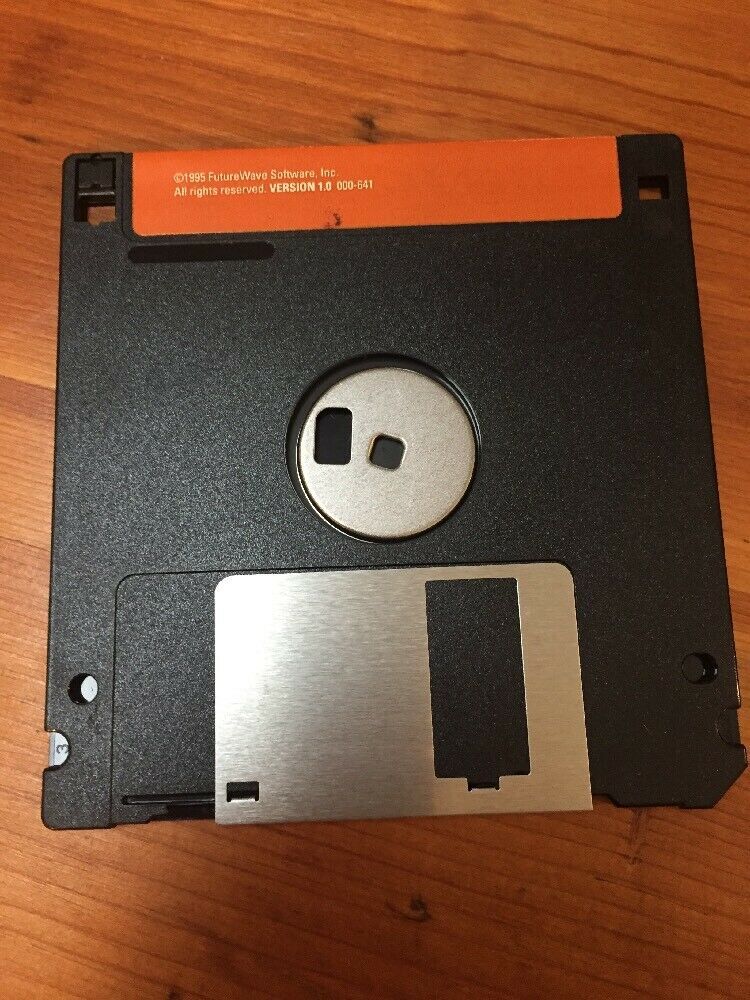 ©1995 FutureWave Software, Inc.
All rights reserved. VERSION 1.0 000-641
3